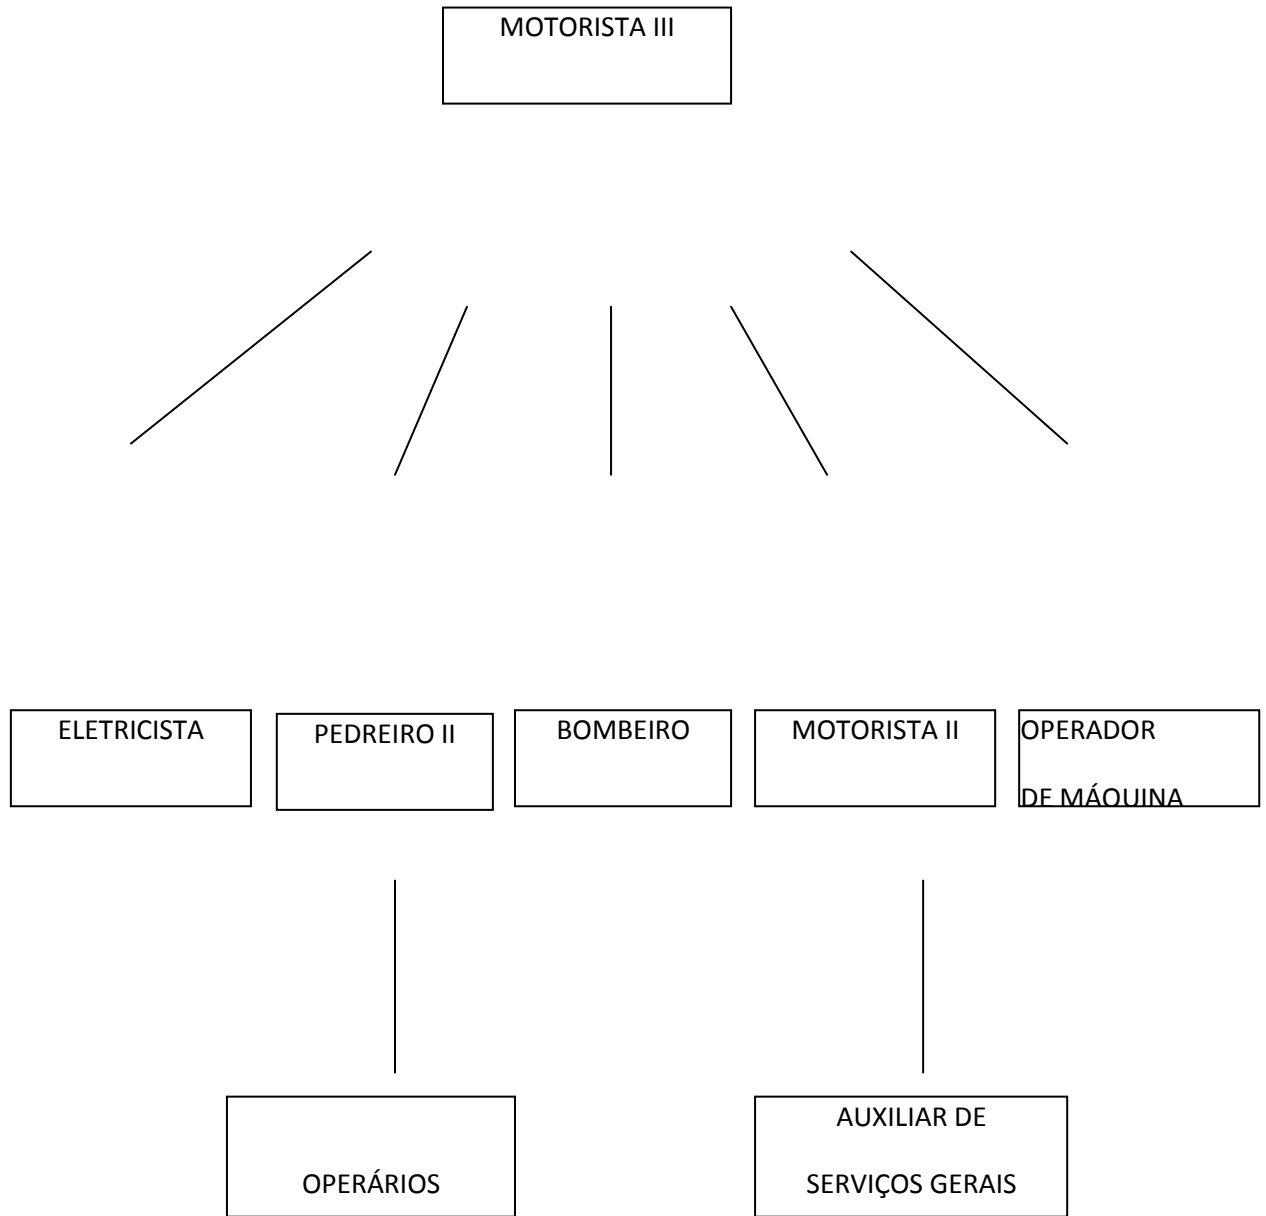 MOTORISTA III
ELETRICISTA
PEDREIRO II
BOMBEIRO
MOTORISTA II
OPERADOR
DE MÁQUINA
OPERÁRIOS
AUXILIAR DE
SERVIÇOS GERAIS